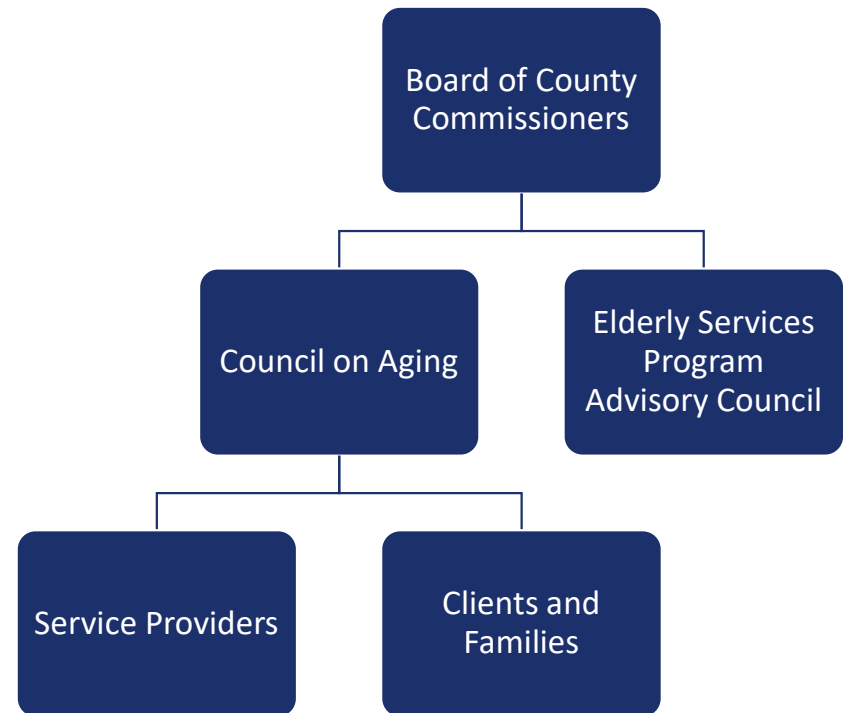 Board of County
Commissioners
Council on Aging
Elderly Services
Program
Advisory Council
Service Providers
Clients and
Families